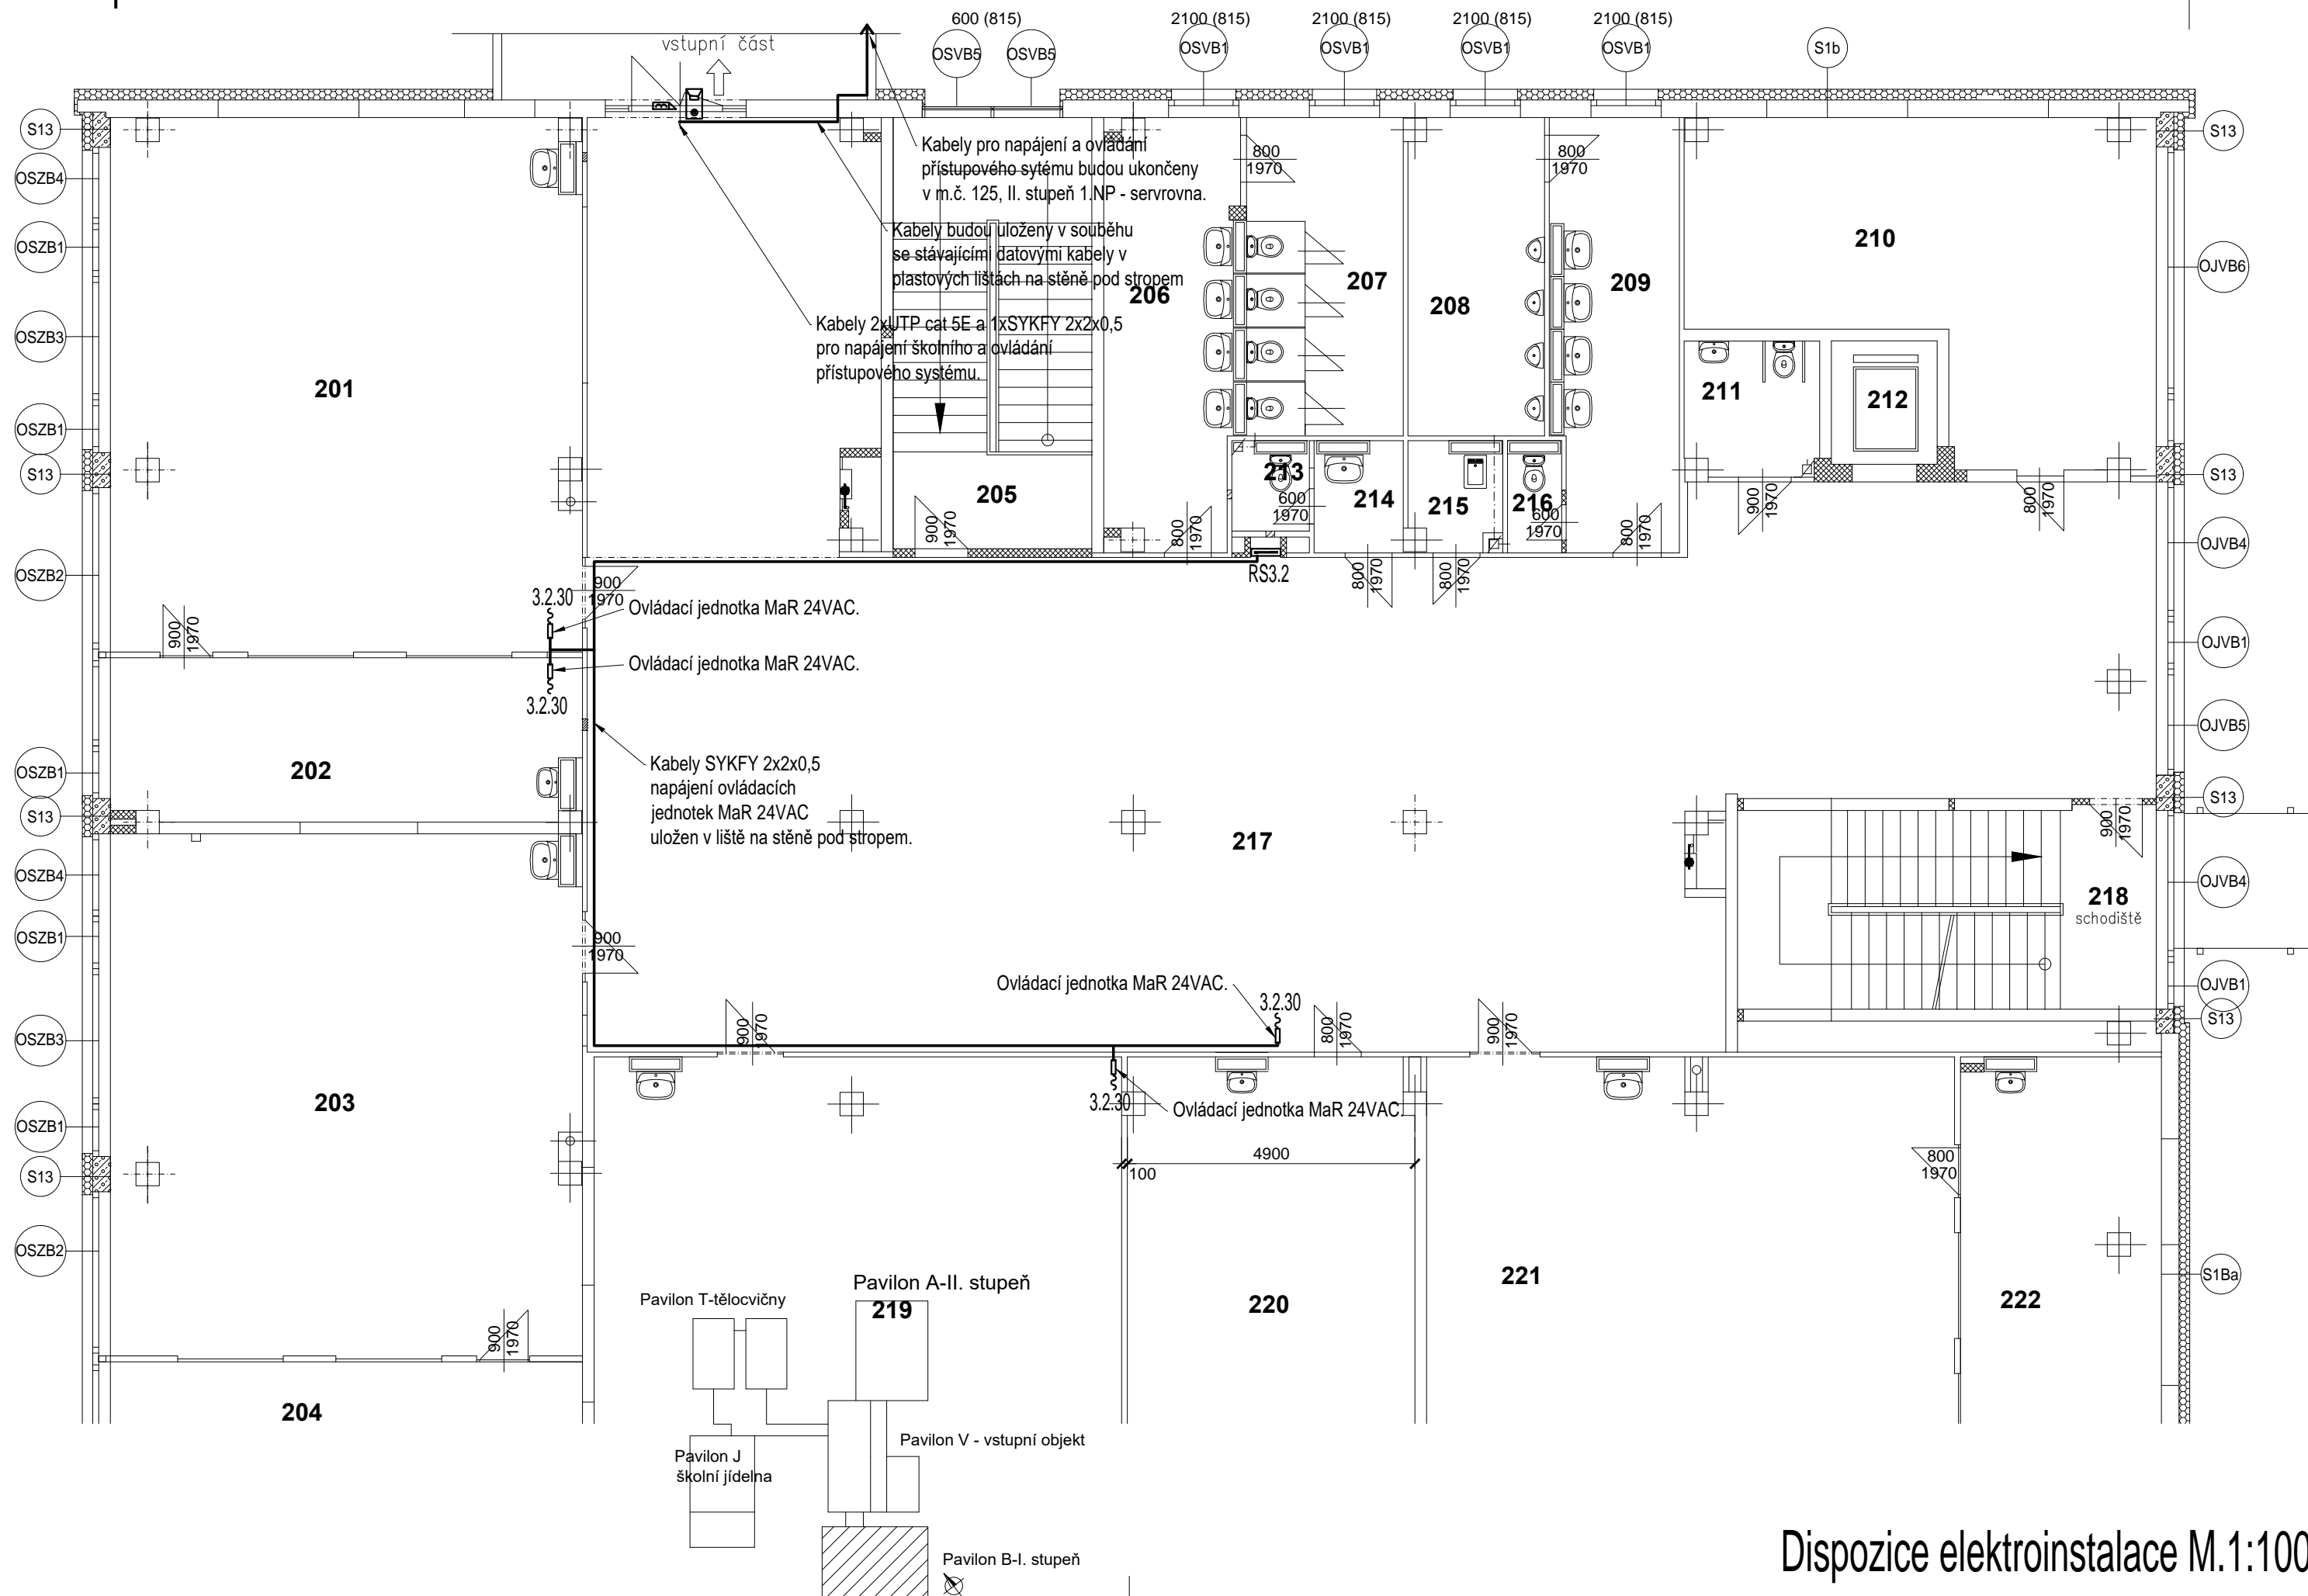 600 (815)
2100 (815)
2100 (815)
2100 (815)
2100 (815)
vstupní část
OSVB5
OSVB5
OSVB1
OSVB1
OSVB1
OSVB1
S1b
S13
OSZB4
OSZB1
OSZB3
OSZB1
S13
OSZB2
OSZB1
S13
OSZB4
OSZB1
OSZB3
OSZB1
S13
OSZB2
S13
OJVB6
S13
OJVB4
OJVB1
OJVB5
S13
OJVB4
OJVB1
S13
S1Ba
Kabely pro napájení a ovládání
přístupového sytému budou ukončeny
v m.č. 125, II. stupeň 1.NP - servrovna.
Kabely budou uloženy v souběhu
se stávajícími datovými kabely v
plastových lištách na stěně pod stropem
Kabely 2xUTP cat 5E a 1xSYKFY 2x2x0,5
pro napájení školního a ovládání
přístupového systému.
800
1970
800
1970
201
205
206
207
208
209
210
211
212
213
600
1970
214
215
216
600
1970
900
1970
800
1970
800
1970
800
1970
800
1970
900
1970
800
1970
RS3.2
900
1970
3.2.30
Ovládací jednotka MaR 24VAC.
Ovládací jednotka MaR 24VAC.
3.2.30
900
1970
202
Kabely SYKFY 2x2x0,5
napájení ovládacích
jednotek MaR 24VAC
uložen v liště na stěně pod stropem.
217
900
1970
218
schodiště
900
1970
Ovládací jednotka MaR 24VAC.
3.2.30
900
1970
800
1970
900
1970
203
3.2.30
Ovládací jednotka MaR 24VAC.
4900
100
800
1970
219
220
221
222
900
1970
204
Pavilon A-II. stupeň
Pavilon T-tělocvičny
Pavilon V - vstupní objekt
Pavilon J
školní jídelna
Pavilon B-I. stupeň
Dispozice elektroinstalace M.1:100